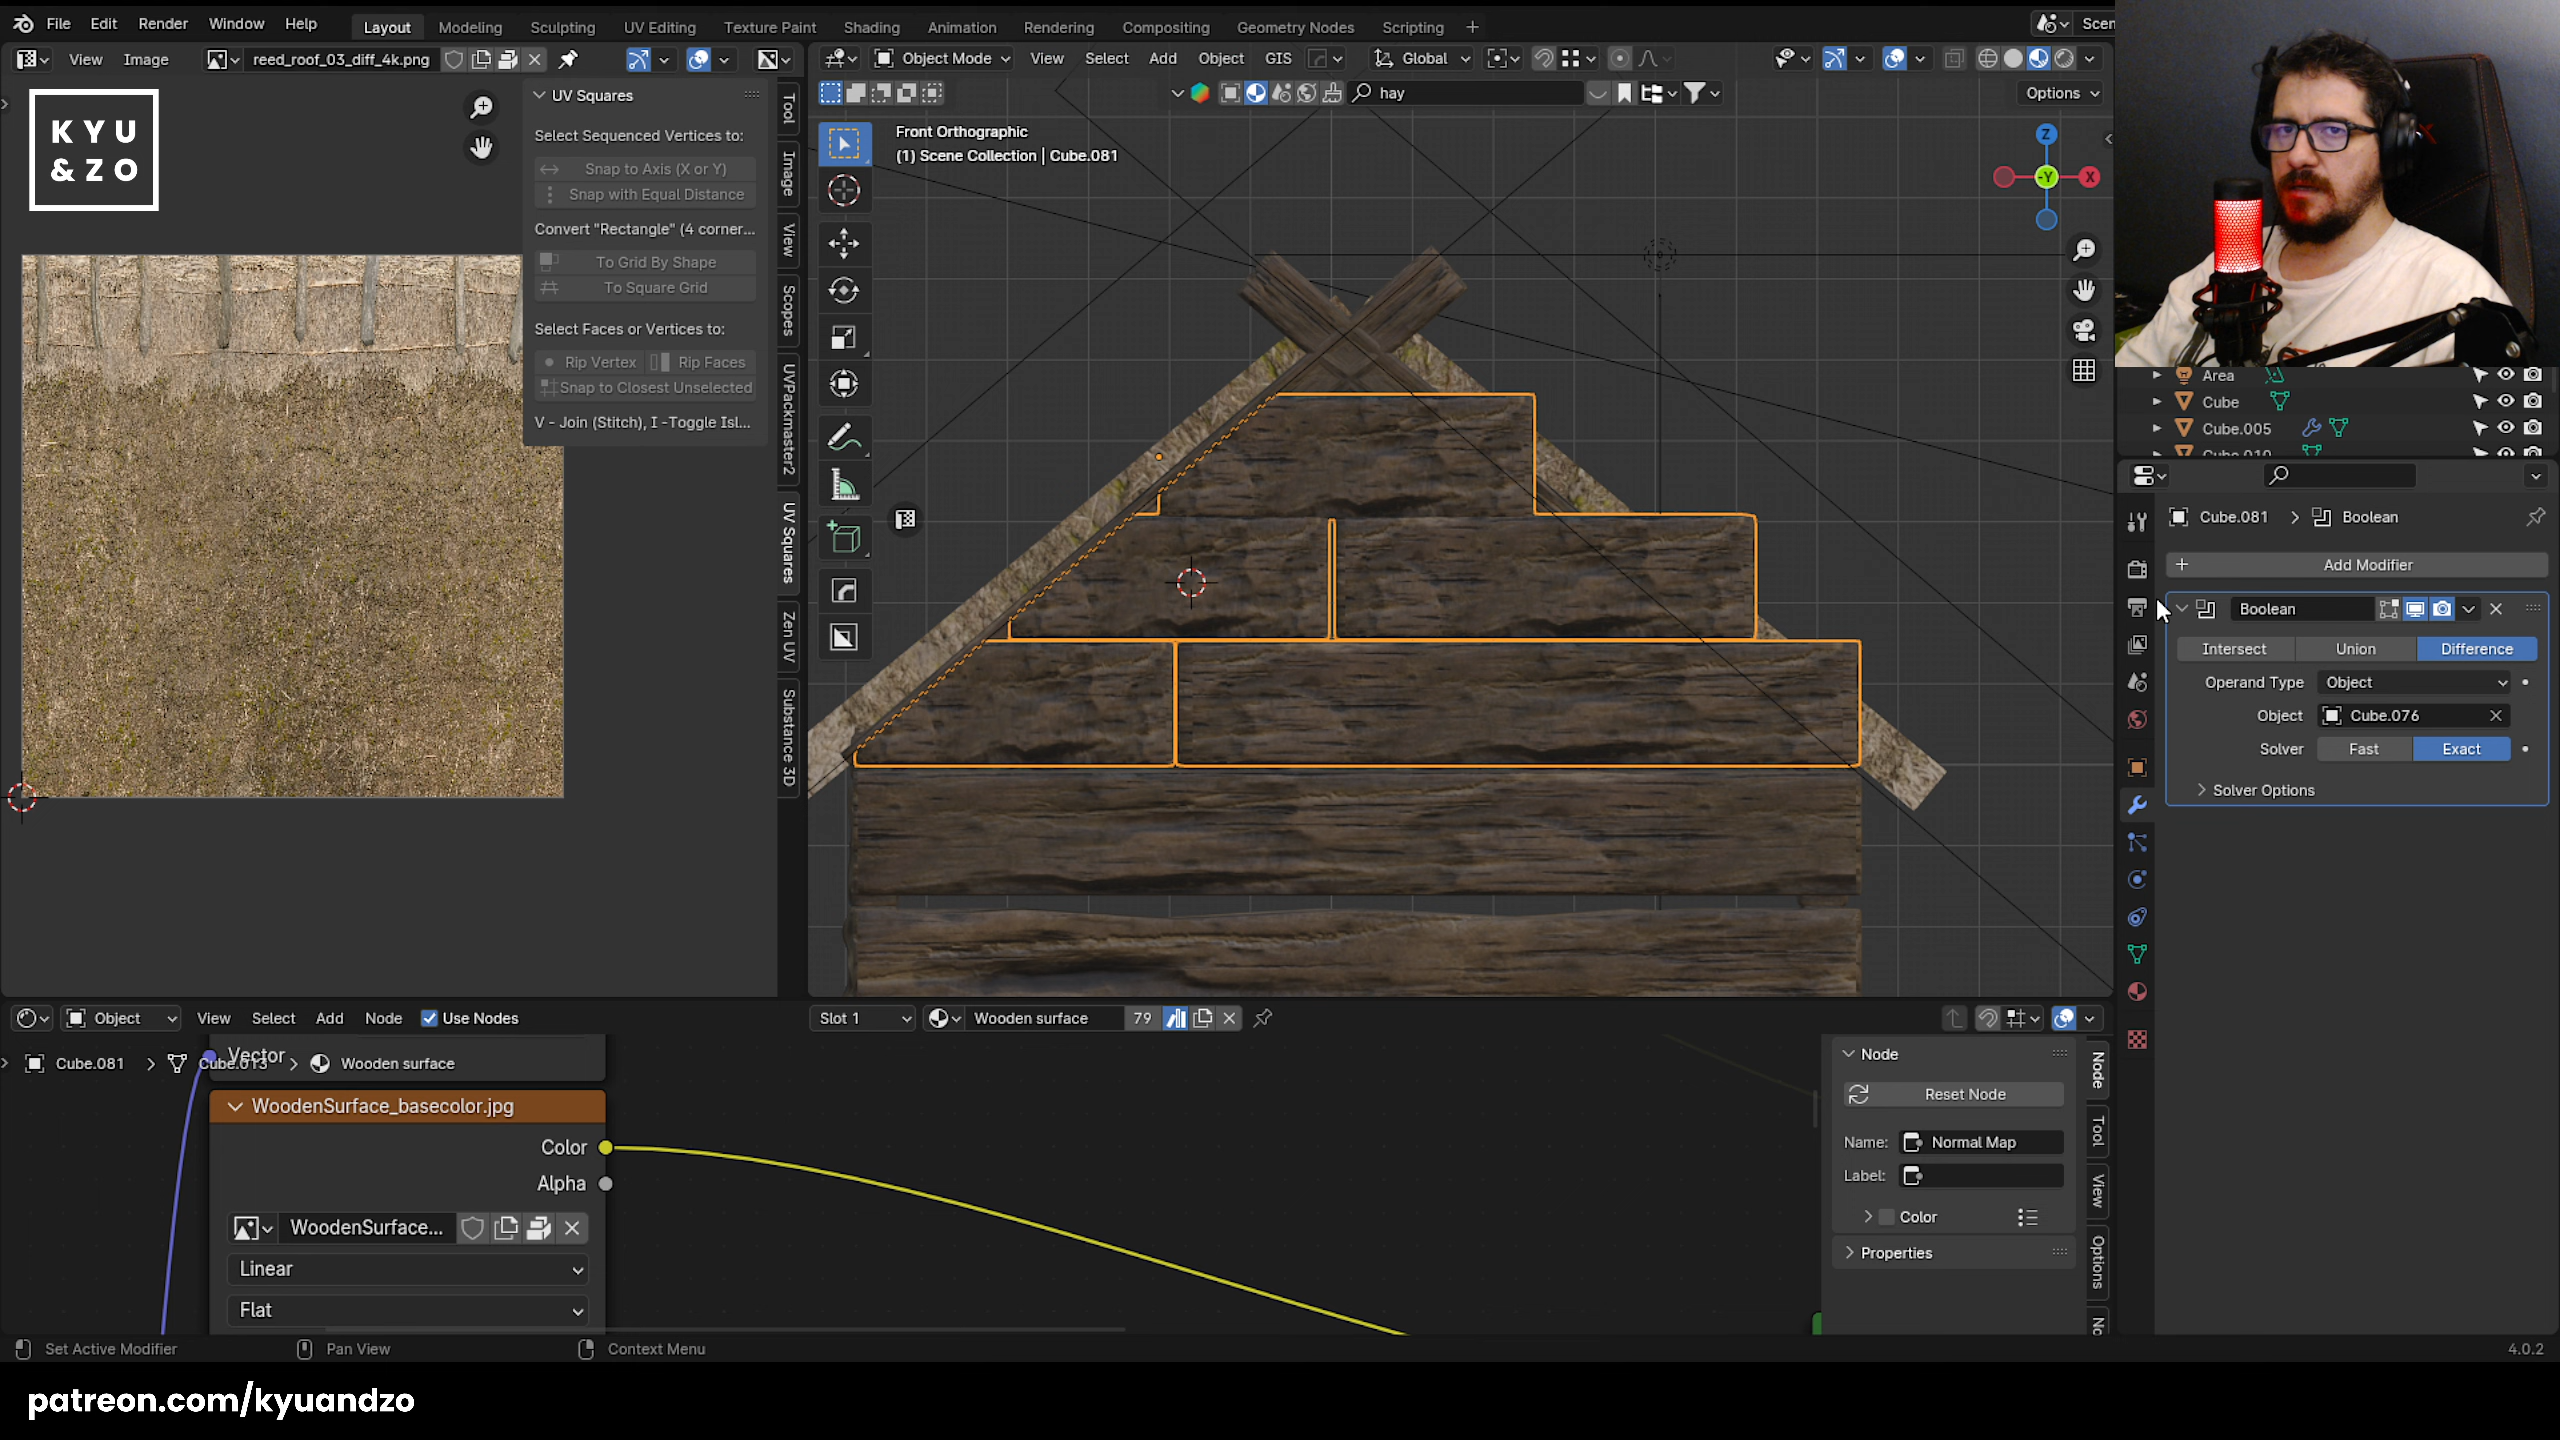 File Edit Render Window Help Layout Modeling Sculpting UV Editing Texture Paint Shading Animation Rendering Compositing Geometry Nodes Scripting + Scen
View Image reed_roof_03_diff_4k.png
Object Mode View Select Add Object GIS Global
hay
Options
KYU
& ZO
UV Squares
Select Sequenced Vertices to:
Snap to Axis (X or Y)
Snap with Equal Distance
Convert "Rectangle" (4 corner...
To Grid By Shape
To Square Grid
Select Faces or Vertices to:
Rip Vertex Rip Faces
Snap to Closest Unselected
V - Join (Stitch), I -Toggle Isl...
Tool
Image
View
Scopes
UVPackmaster2
UV Squares
Zen UV
Substance 3D
Front Orthographic
(1) Scene Collection | Cube.081
Z
-Y
X
Area
Cube
Cube.005
Cube.010
Cube.081 > Boolean
+ Add Modifier
Boolean
Intersect Union Difference
Operand Type Object
Object Cube.076
Solver Fast Exact
Solver Options
Object View Select Add Node Use Nodes
Slot 1 Wooden surface 79
Vector
Cube.081 > Cube.013 > Wooden surface
WoodenSurface_basecolor.jpg
Color
Alpha
WoodenSurface...
Linear
Flat
Node
Reset Node
Name: Normal Map
Label:
Color
Properties
Node
Tool
View
Options
No
Set Active Modifier Pan View Context Menu 4.0.2
patreon.com/kyuandzo